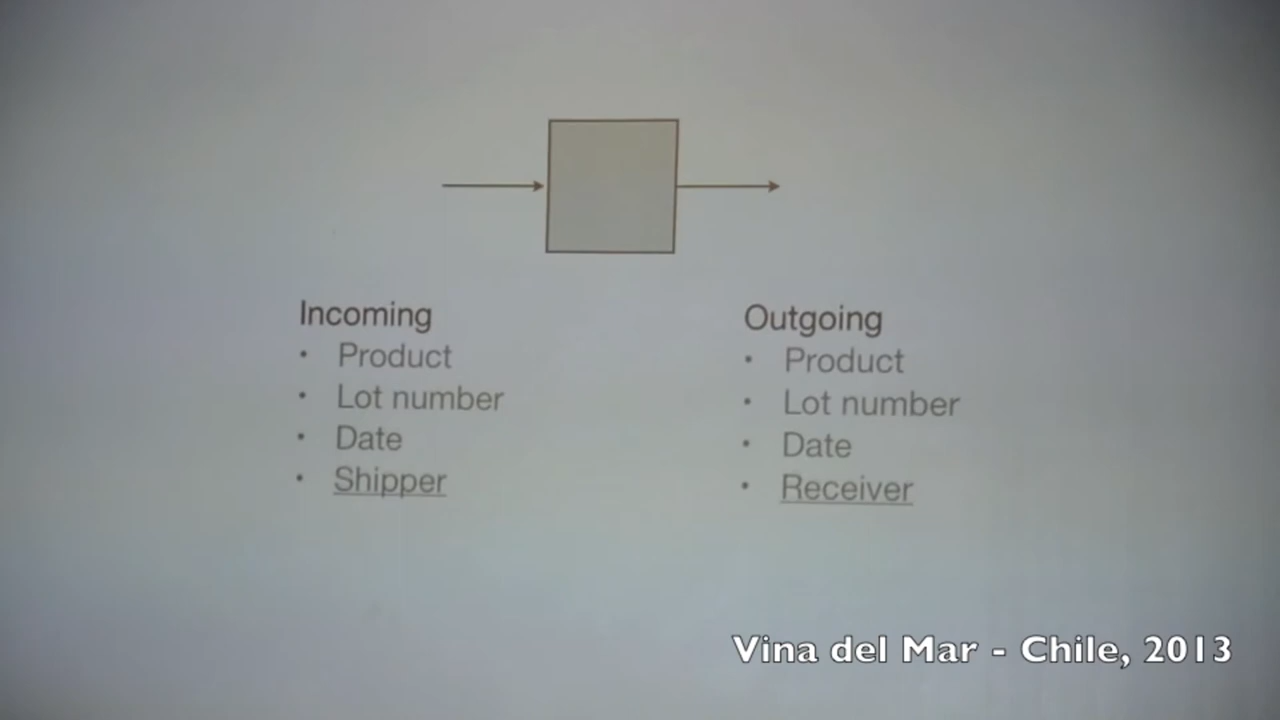 Incoming
• Product
• Lot number
• Date
• Shipper
Outgoing
• Product
• Lot number
• Date
• Receiver
Vina del Mar - Chile, 2013